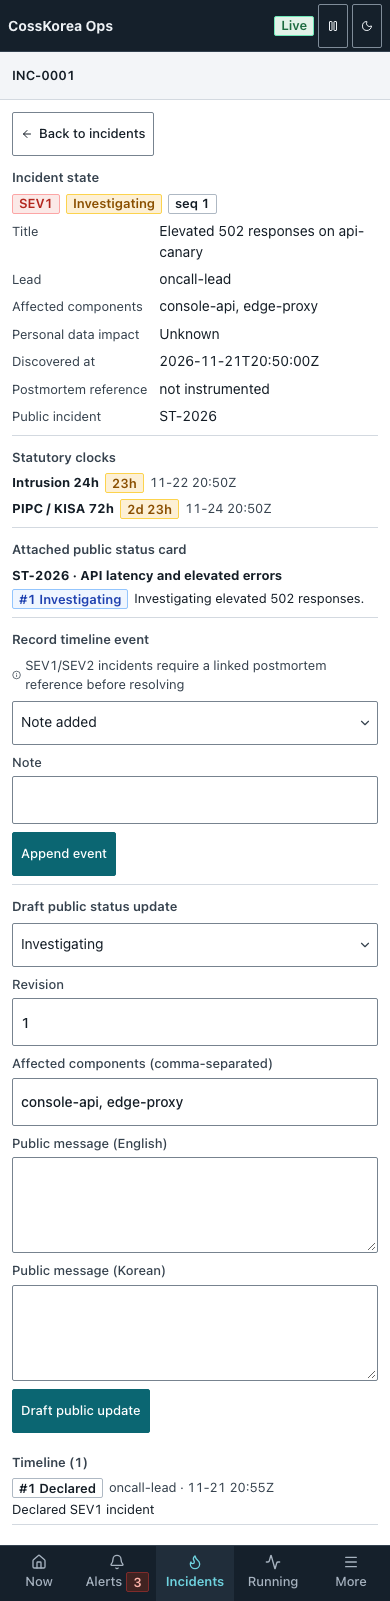 CossKorea Ops
Live
INC-0001
Back to incidents
Incident state
SEV1 Investigating seq 1
Title Elevated 502 responses on api-
canary
Lead oncall-lead
Affected components console-api, edge-proxy
Personal data impact Unknown
Discovered at 2026-11-21T20:50:00Z
Postmortem reference not instrumented
Public incident ST-2026
Statutory clocks
Intrusion 24h 23h 11-22 20:50Z
PIPC / KISA 72h 2d 23h 11-24 20:50Z
Attached public status card
ST-2026 · API latency and elevated errors
#1 Investigating Investigating elevated 502 responses.
Record timeline event
SEV1/SEV2 incidents require a linked postmortem
reference before resolving
Note added
Note
Append event
Draft public status update
Investigating
Revision
1
Affected components (comma-separated)
console-api, edge-proxy
Public message (English)
Public message (Korean)
Draft public update
Timeline (1)
#1 Declared oncall-lead · 11-21 20:55Z
Declared SEV1 incident
Now Alerts 3 Incidents Running More